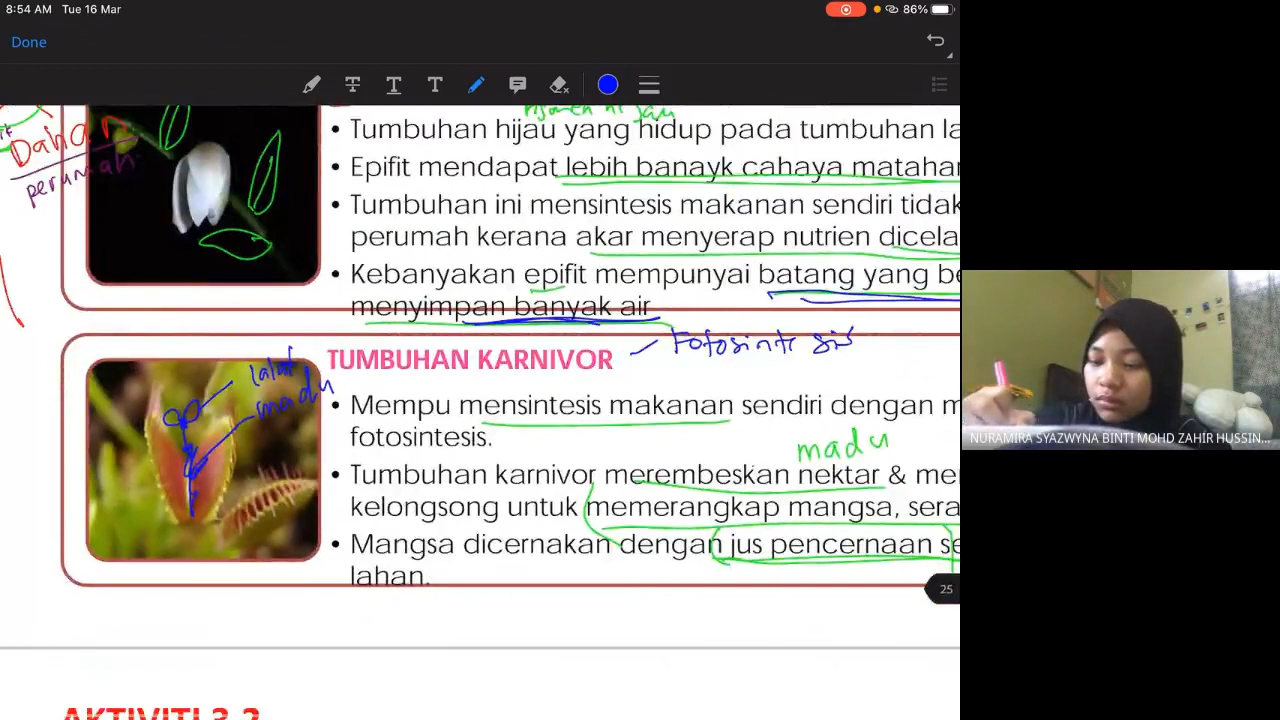 8:54 AM Tue 16 Mar
86%
Done
T T T
Dahan
perumah
Tumbuhan hijau yang hidup pada tumbuhan la
Epifit mendapat lebih banayk cahaya matahar
Tumbuhan ini mensintesis makanan sendiri tidak
perumah kerana akar menyerap nutrien dicela
Kebanyakan epifit mempunyai batang yang be
menyimpan banyak air
TUMBUHAN KARNIVOR
Fotosintesis
lalat
madu
Mempu mensintesis makanan sendiri dengan m
fotosintesis.
madu
Tumbuhan karnivor merembeskan nektar & me
kelongsong untuk memerangkap mangsa, sera
Mangsa dicernakan dengan jus pencernaan se
lahan.
25
AKTIVITI 3.2
NURAMIRA SYAZWYNA BINTI MOHD ZAHIR HUSSIN...